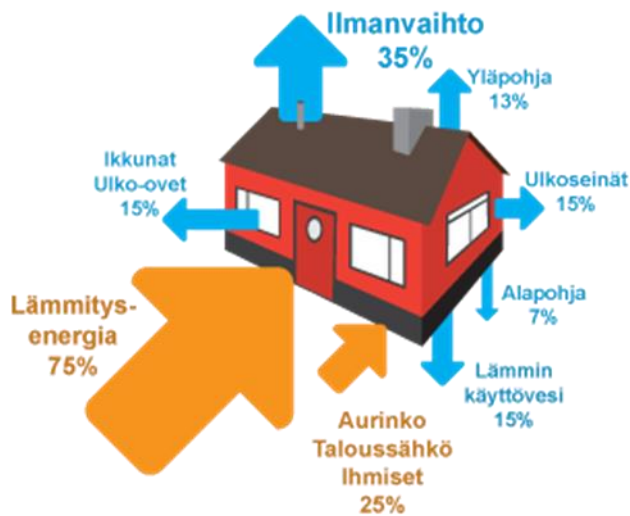 Ilmanvaihto
35%
Yläpohja
13%
Ikkunat
Ulko-ovet
15%
Ulkoseinät
15%
Lämmitys-
energia
75%
Alapohja
7%
Lämmin
käyttövesi
15%
Aurinko
Taloussähkö
Ihmiset
25%